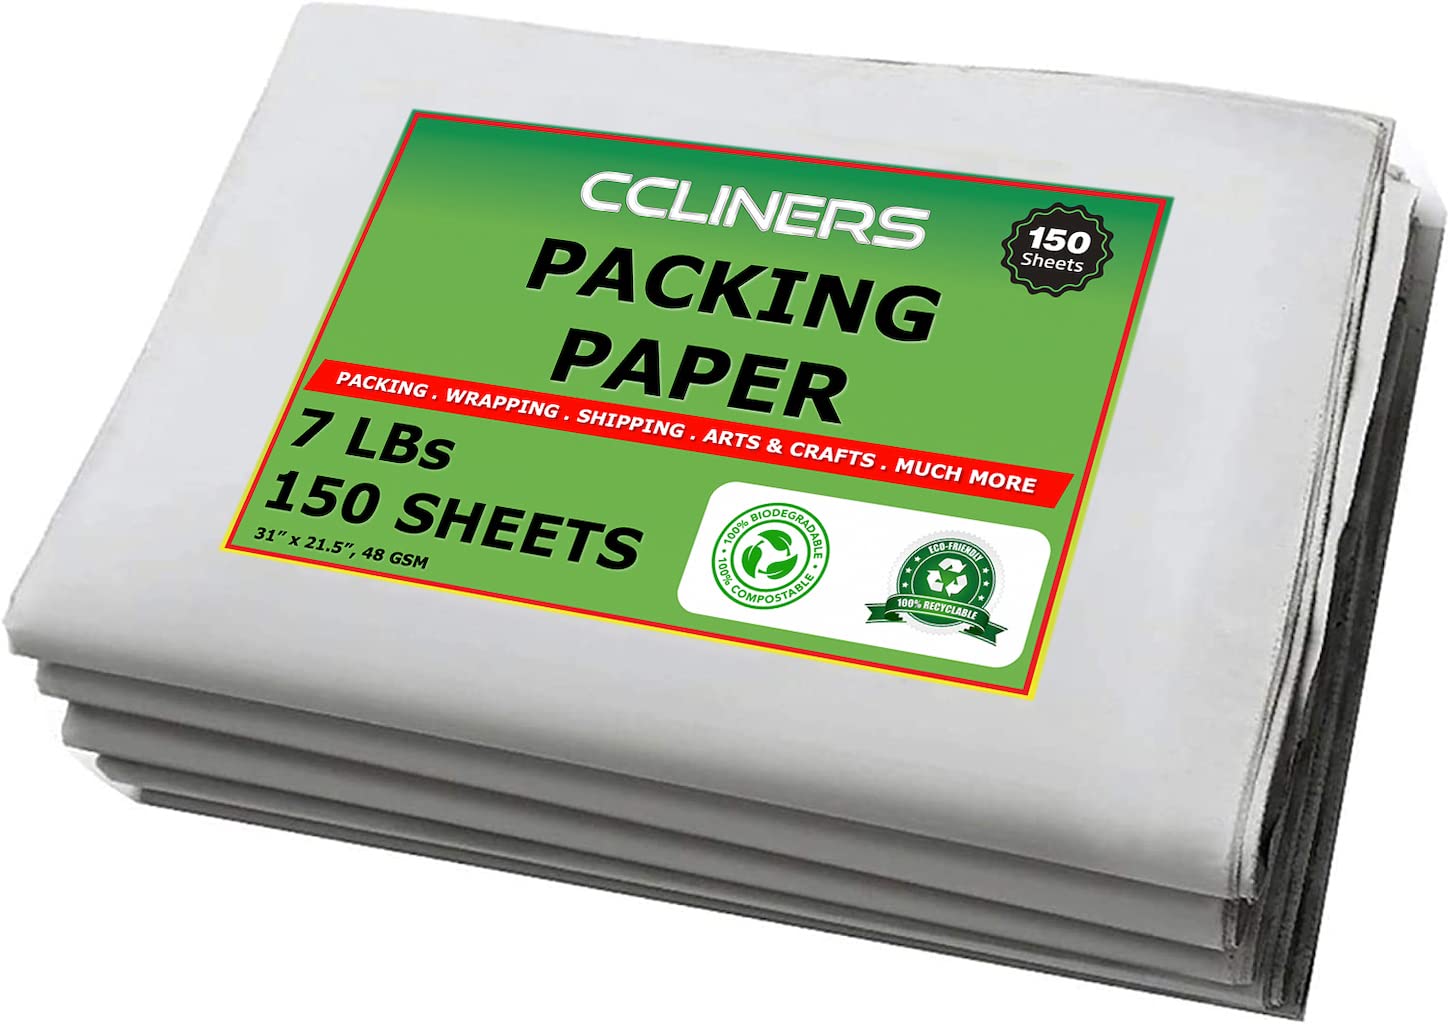 CCLINERS
150
Sheets
PACKING
PAPER
PACKING . WRAPPING . SHIPPING . ARTS & CRAFTS . MUCH MORE
7 LBs
150 SHEETS
31” x 21.5”, 48 GSM
• 100% BIODEGRADABLE •
100% COMPOSTABLE
ECO-FRIENDLY
100% RECYCLABLE